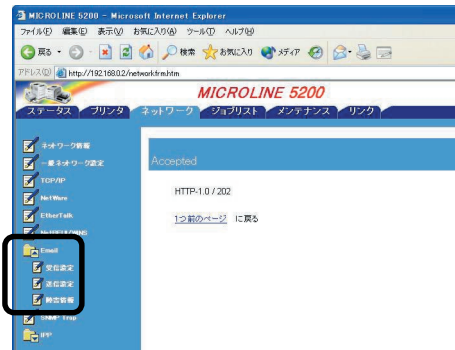 MICROLINE 5200 - Microsoft Internet Explorer
ファイル(F) 編集(E) 表示(V) お気に入り(A) ツール(T) ヘルプ(H)
戻る 検索 お気に入り メディア
アドレス(D) http://192.168.0.2/networkfrm.htm
MICROLINE 5200
ステータス プリンタ ネットワーク ジョブリスト メンテナンス リンク
ネットワーク情報
一般ネットワーク設定
Accepted
TCP/IP
NetWare
HTTP-1.0 / 202
EtherTalk
1つ前のページ に戻る
Email
受信設定
送信設定
障害情報
SNMP Trap
IPP